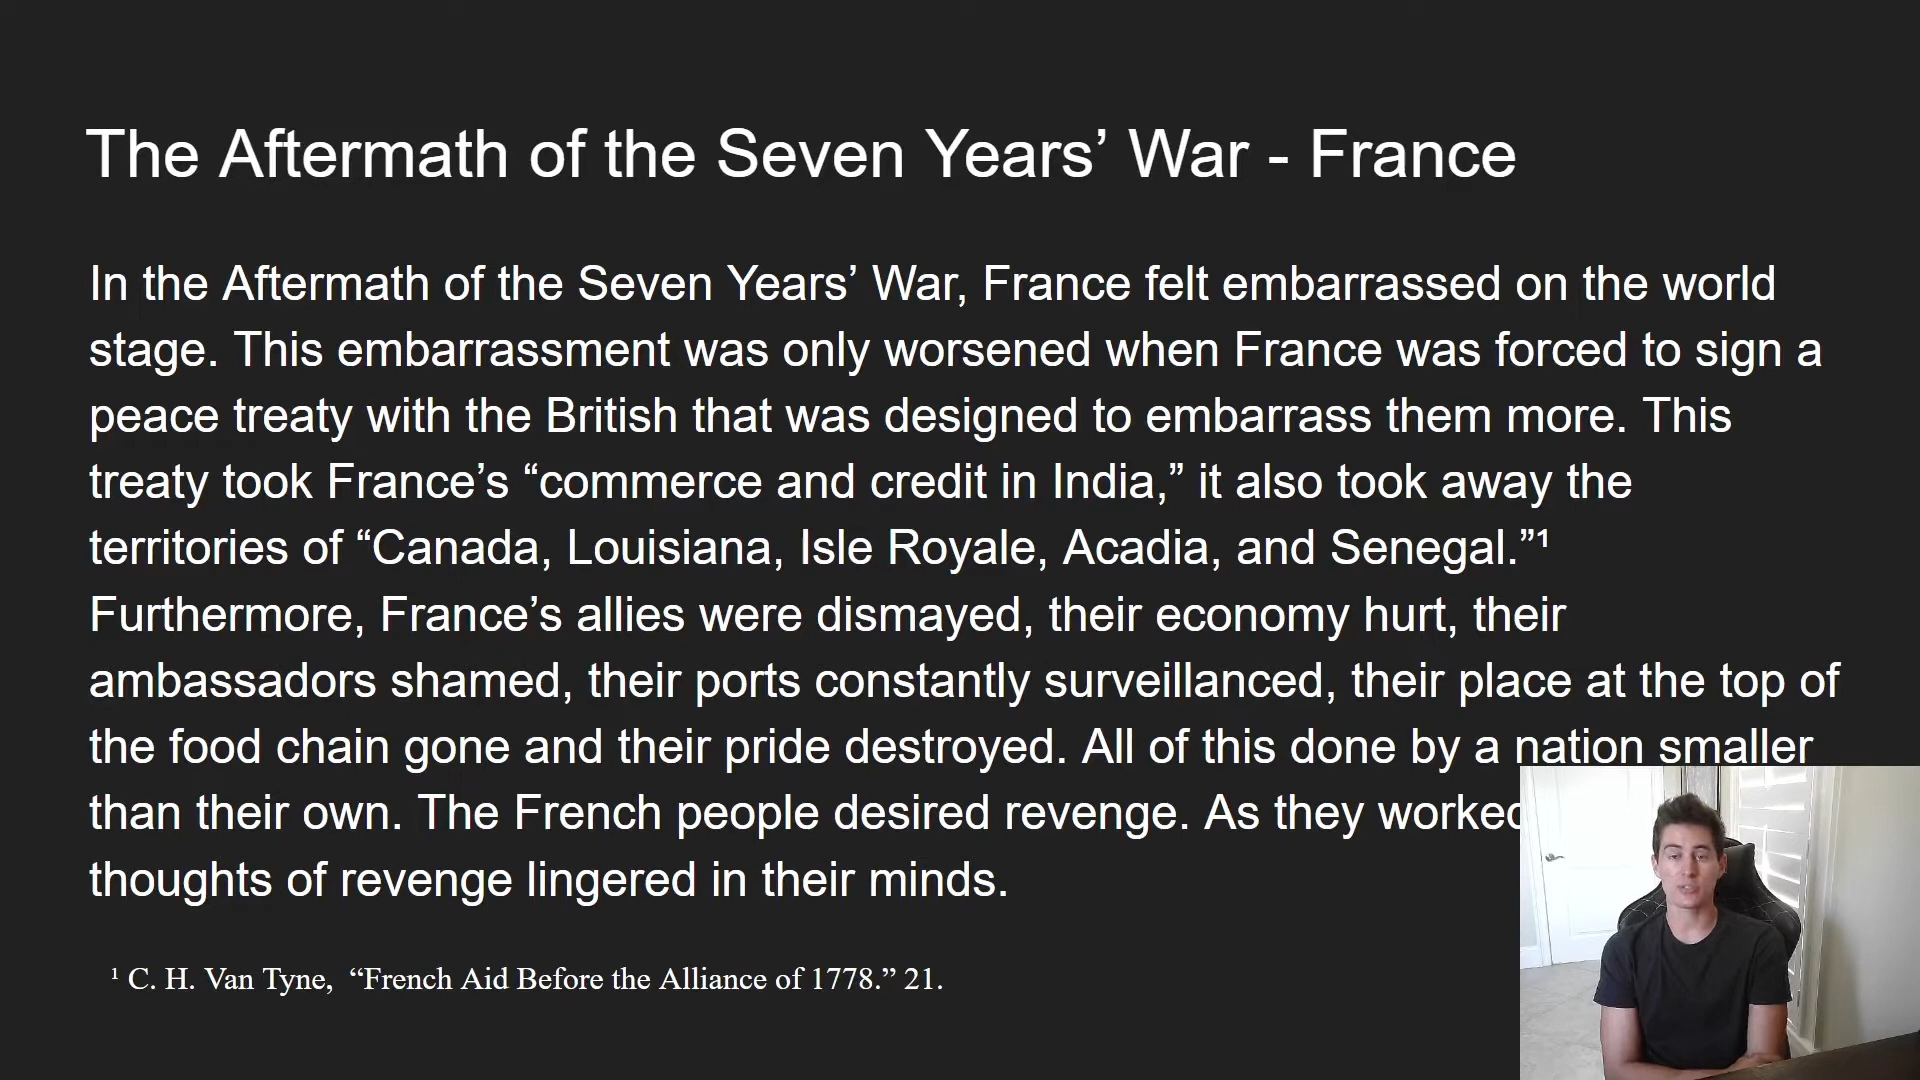 The Aftermath of the Seven Years’ War - France
In the Aftermath of the Seven Years’ War, France felt embarrassed on the world
stage. This embarrassment was only worsened when France was forced to sign a
peace treaty with the British that was designed to embarrass them more. This
treaty took France’s “commerce and credit in India,” it also took away the
territories of “Canada, Louisiana, Isle Royale, Acadia, and Senegal.”¹
Furthermore, France’s allies were dismayed, their economy hurt, their
ambassadors shamed, their ports constantly surveillanced, their place at the top of
the food chain gone and their pride destroyed. All of this done by a nation smaller
than their own. The French people desired revenge. As they worked
thoughts of revenge lingered in their minds.
¹ C. H. Van Tyne, “French Aid Before the Alliance of 1778.” 21.